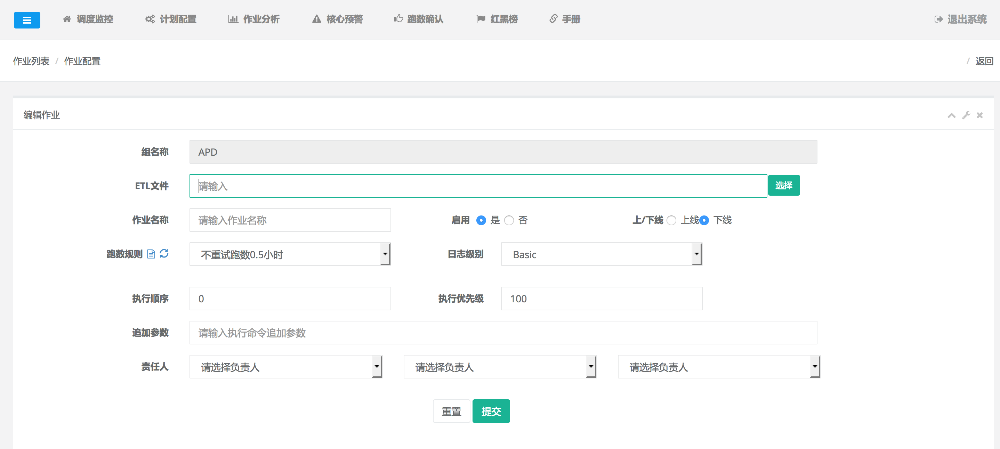 调度监控 计划配置 作业分析 核心预警 跑数确认 红黑榜 手册 退出系统
作业列表 / 作业配置 / 返回
编辑作业
组名称 APD
ETL文件 请输入 选择
作业名称 请输入作业名称 启用 是 否 上/下线 上线 下线
跑数规则 不重试跑数0.5小时 日志级别 Basic
执行顺序 0 执行优先级 100
追加参数 请输入执行命令追加参数
责任人 请选择负责人 请选择负责人 请选择负责人
重置 提交